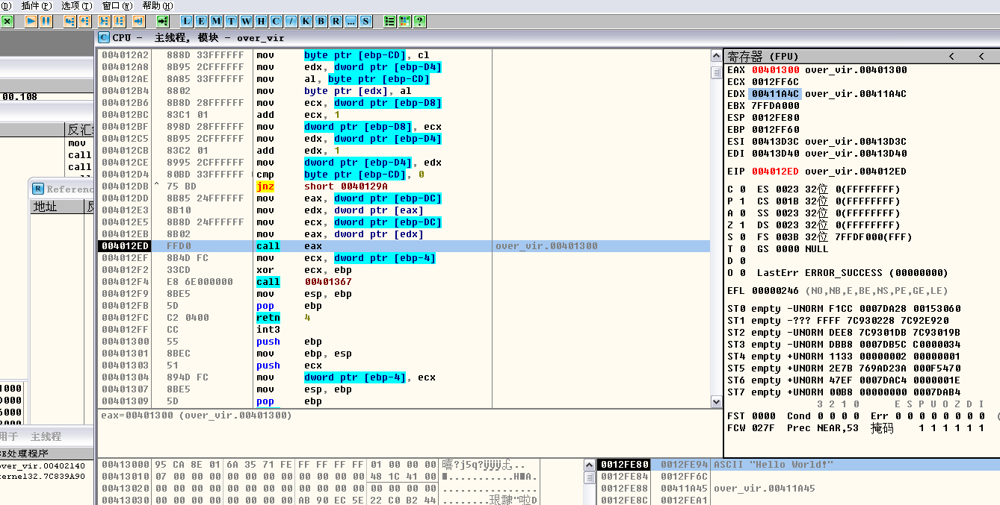 (D) 插件(P) 选项(T) 窗口(W) 帮助(H)
L E M T W H C / K B R ... S ?
C CPU - 主线程, 模块 - over_vir
004012A2 888D 33FFFFFF mov byte ptr [ebp-CD], cl
004012A8 8B95 2CFFFFFF mov edx, dword ptr [ebp-D4]
004012AE 8A85 33FFFFFF mov al, byte ptr [ebp-CD]
004012B4 8802 mov byte ptr [edx], al
004012B6 8B8D 28FFFFFF mov ecx, dword ptr [ebp-D8]
004012BC 83C1 01 add ecx, 1
004012BF 898D 28FFFFFF mov dword ptr [ebp-D8], ecx
004012C5 8B95 2CFFFFFF mov edx, dword ptr [ebp-D4]
004012CB 83C2 01 add edx, 1
004012CE 8995 2CFFFFFF mov dword ptr [ebp-D4], edx
004012D4 80BD 33FFFFFF cmp byte ptr [ebp-CD], 0
004012DB ^ 75 BD jnz short 0040129A
004012DD 8B85 24FFFFFF mov eax, dword ptr [ebp-DC]
004012E3 8B10 mov edx, dword ptr [eax]
004012E5 8B8D 24FFFFFF mov ecx, dword ptr [ebp-DC]
004012EB 8B02 mov eax, dword ptr [edx]
004012ED FFD0 call eax over_vir.00401300
004012EF 8B4D FC mov ecx, dword ptr [ebp-4]
004012F2 33CD xor ecx, ebp
004012F4 E8 6E000000 call 00401367
004012F9 8BE5 mov esp, ebp
004012FB 5D pop ebp
004012FC C2 0400 retn 4
004012FF CC int3
00401300 55 push ebp
00401301 8BEC mov ebp, esp
00401303 51 push ecx
00401304 894D FC mov dword ptr [ebp-4], ecx
00401307 8BE5 mov esp, ebp
00401309 5D pop ebp
eax=00401300 (over_vir.00401300)
寄存器 (FPU) < <
EAX 00401300 over_vir.00401300
ECX 0012FF6C
EDX 00411A4C over_vir.00411A4C
EBX 7FFDA000
ESP 0012FE80
EBP 0012FF60
ESI 00413D3C over_vir.00413D3C
EDI 00413D40 over_vir.00413D40
EIP 004012ED over_vir.004012ED
C 0 ES 0023 32位 0(FFFFFFFF)
P 1 CS 001B 32位 0(FFFFFFFF)
A 0 SS 0023 32位 0(FFFFFFFF)
Z 1 DS 0023 32位 0(FFFFFFFF)
S 0 FS 003B 32位 7FFDF000(FFF)
T 0 GS 0000 NULL
D 0
O 0 LastErr ERROR_SUCCESS (00000000)
EFL 00000246 (NO,NB,E,BE,NS,PE,GE,LE)
ST0 empty -UNORM F1CC 0007DA28 00153060
ST1 empty -??? FFFF 7C930228 7C92E920
ST2 empty -UNORM DEE8 7C9301DB 7C93019B
ST3 empty -UNORM DBB8 0007DB5C C0000034
ST4 empty +UNORM 1133 00000002 00000001
ST5 empty +UNORM 2E7B 769AD23A 000F5470
ST6 empty +UNORM 47EF 0007DAC4 0000001E
ST7 empty +UNORM 00B8 00000000 0007DAB4
3 2 1 0 E S P U O Z D I
FST 0000 Cond 0 0 0 0 Err 0 0 0 0 0 0 0 0 (
FCW 027F Prec NEAR,53 掩码 1 1 1 1 1 1
00413000 95 CA 8E 01 6A 35 71 FE FF FF FF FF 01 00 00 00
00413010 07 00 00 00 00 00 00 00 00 00 00 00 48 1C 41 00
00413020 00 00 00 00 00 00 00 00 00 00 00 00 00 00 00 00
00413030 00 00 00 00 00 00 00 00 AB 90 EC 5E 22 C0 B2 44
0012FE80 0012FE94 ASCII "Hello World!"
0012FE84 0012FF6C
0012FE88 00411A45 over_vir.00411A45
0012FE8C 0012FEA1
00.108
反汇
mov
call
call
R Referenc
地址
1000
0000
6000
用于 主线程
SE处理程序
over_vir.00402140
kernel32.7C839A90